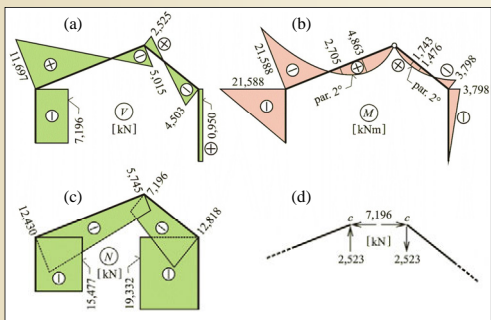 (a)
11,697
2,525
5,015
4,503
7,196
0,950
V
[kN]
(b)
21,588
21,588
2,705
4,863
1,743
1,476
3,798
3,798
par. 2°
par. 2°
M
[kNm]
(c)
12,430
5,745
7,196
12,818
15,477
19,332
N
[kN]
(d)
c
7,196
c
[kN]
2,523
2,523